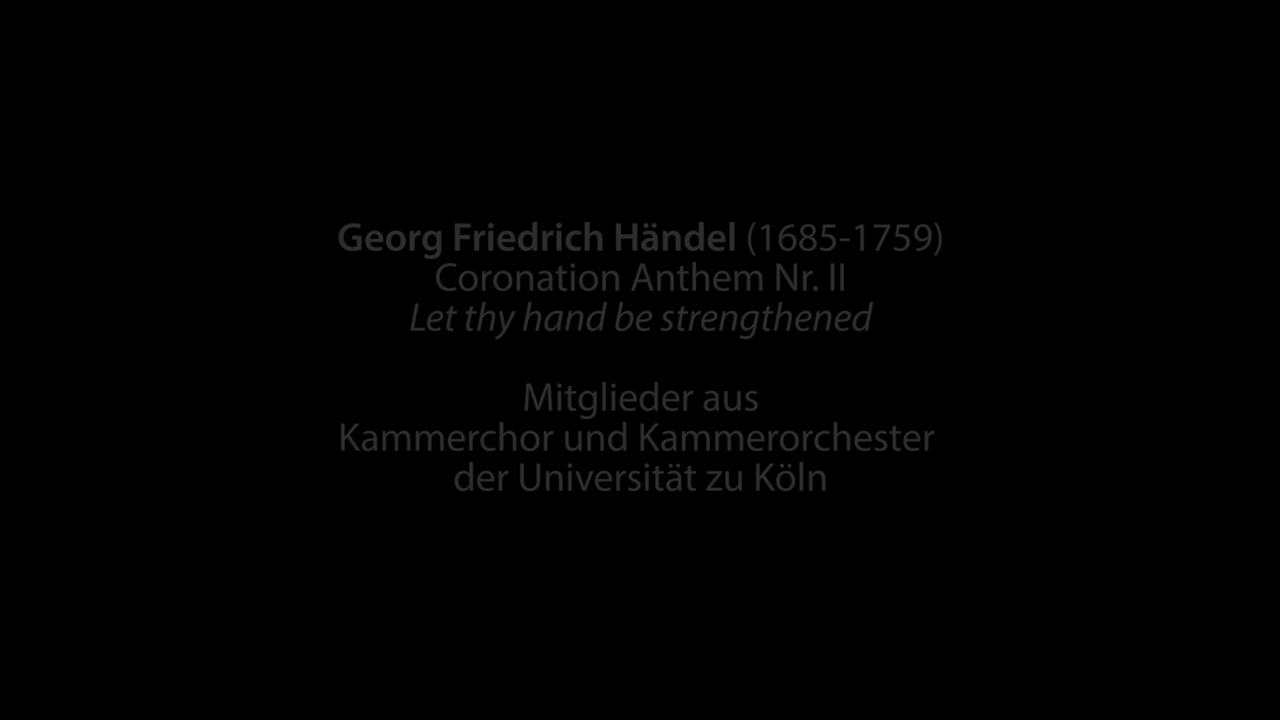 Georg Friedrich Händel (1685-1759)
Coronation Anthem Nr. II
Let thy hand be strengthened
Mitglieder aus
Kammerchor und Kammerorchester
der Universität zu Köln